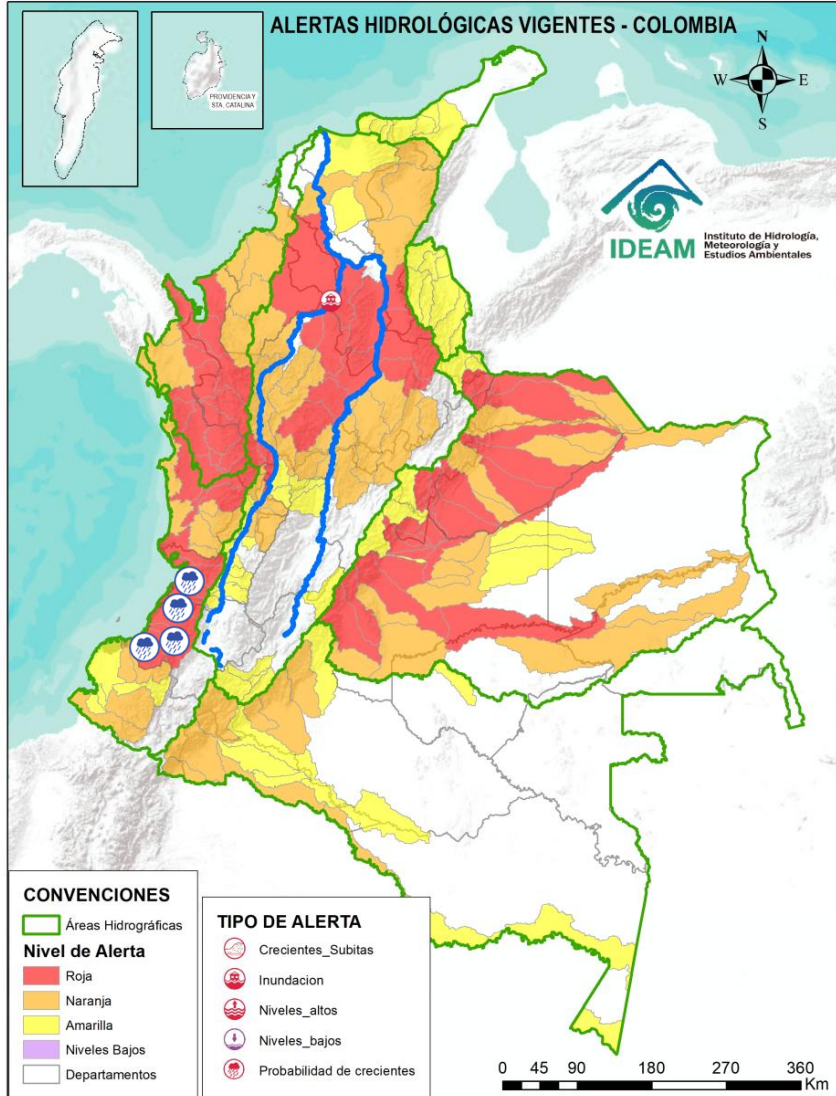 ALERTAS HIDROLÓGICAS VIGENTES - COLOMBIA
PROVIDENCIA Y
STA. CATALINA
N
W
E
S
IDEAM
Instituto de Hidrología,
Meteorología y
Estudios Ambientales
CONVENCIONES
Áreas Hidrográficas
Nivel de Alerta
Roja
Naranja
Amarilla
Niveles Bajos
Departamentos
TIPO DE ALERTA
Crecientes_Subitas
Inundacion
Niveles_altos
Niveles_bajos
Probabilidad de crecientes
0 45 90 180 270 360
Km